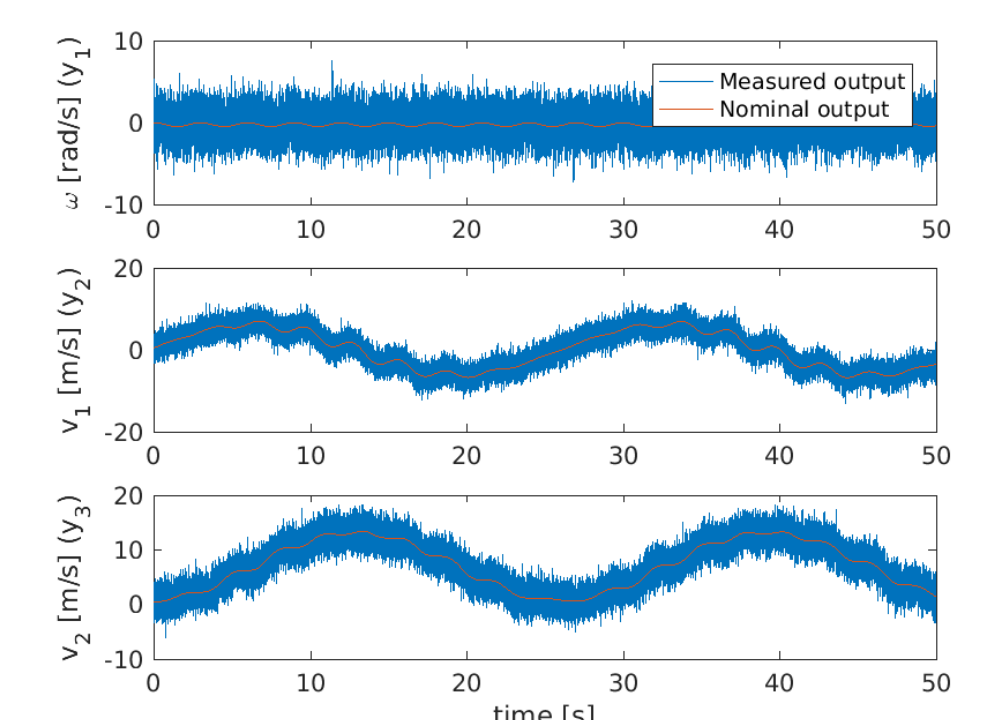 ω [rad/s] (y₁)
10
0
-10
Measured output
Nominal output
0 10 20 30 40 50
v₁ [m/s] (y₂)
20
0
-20
0 10 20 30 40 50
v₂ [m/s] (y₃)
20
10
0
-10
0 10 20 30 40 50
time [s]